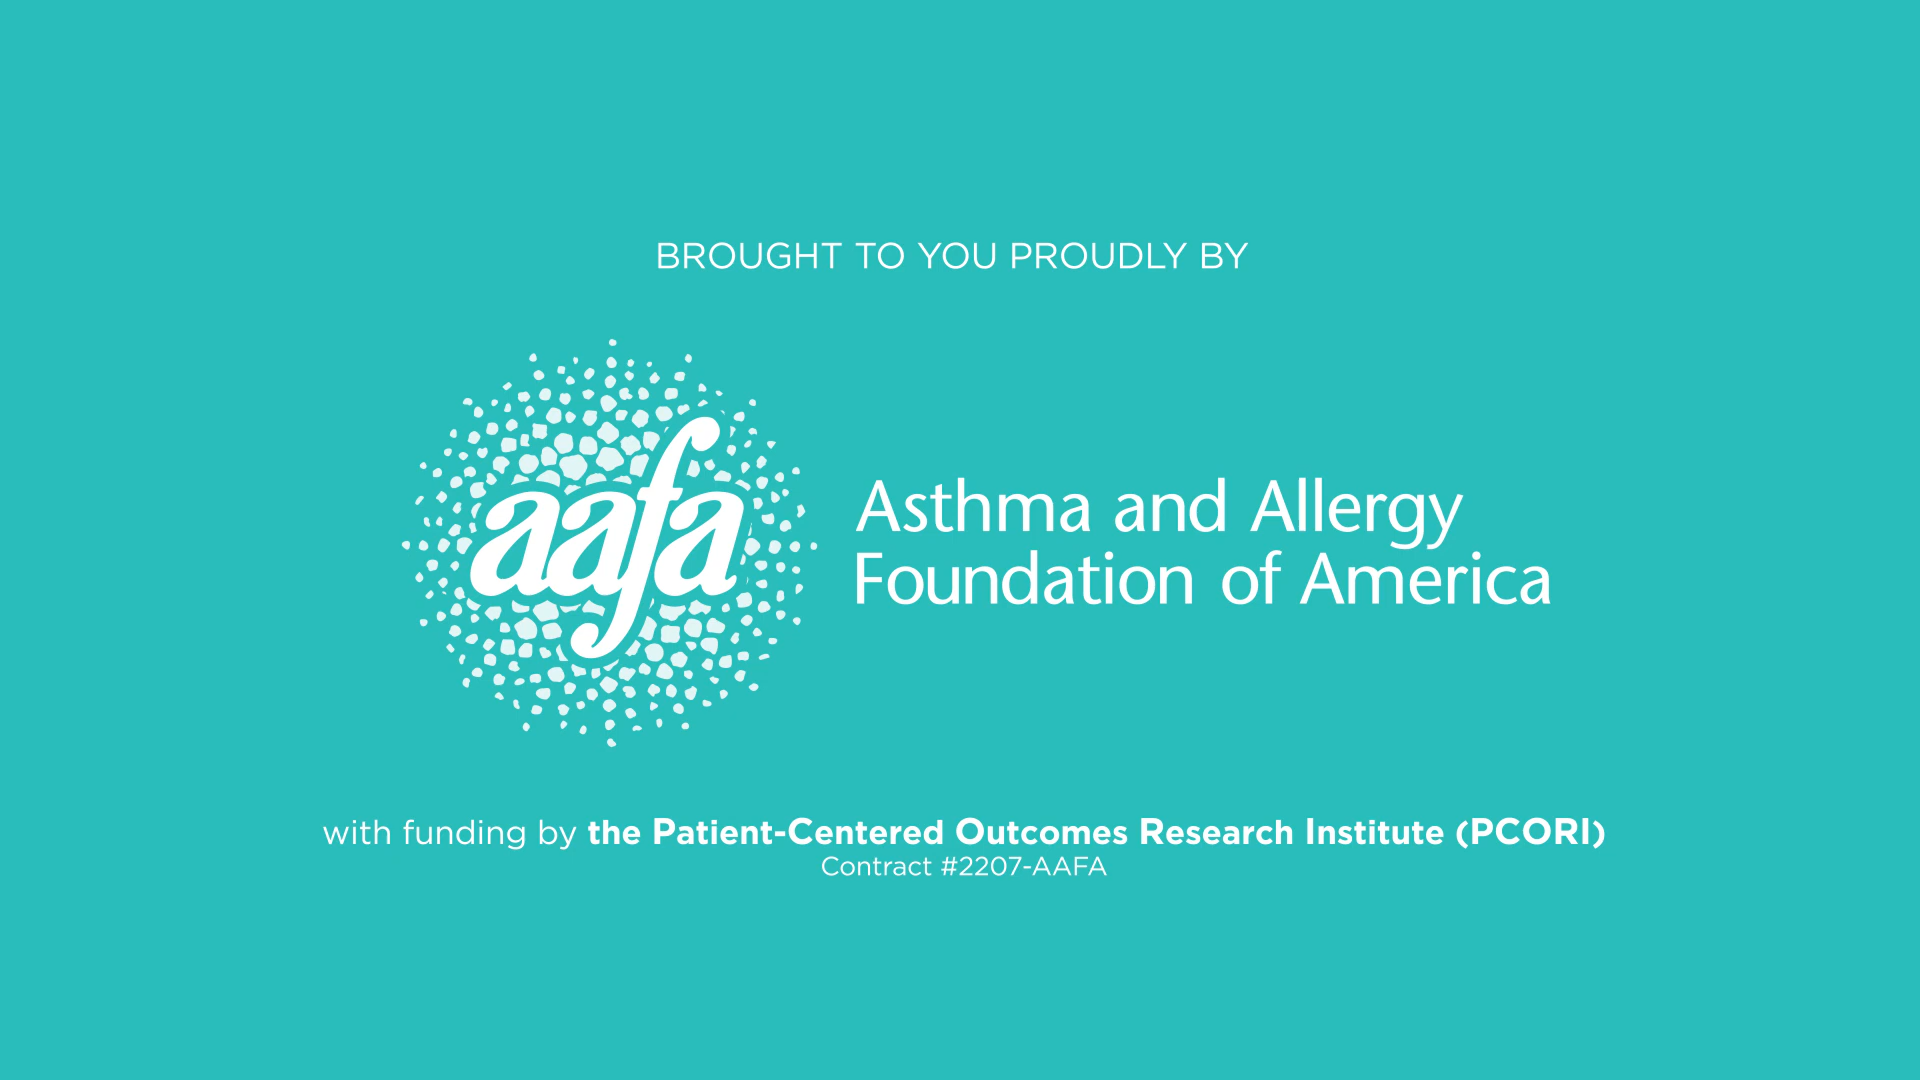 BROUGHT TO YOU PROUDLY BY
aafa
Asthma and Allergy
Foundation of America
with funding by the Patient-Centered Outcomes Research Institute (PCORI)
Contract #2207-AAFA